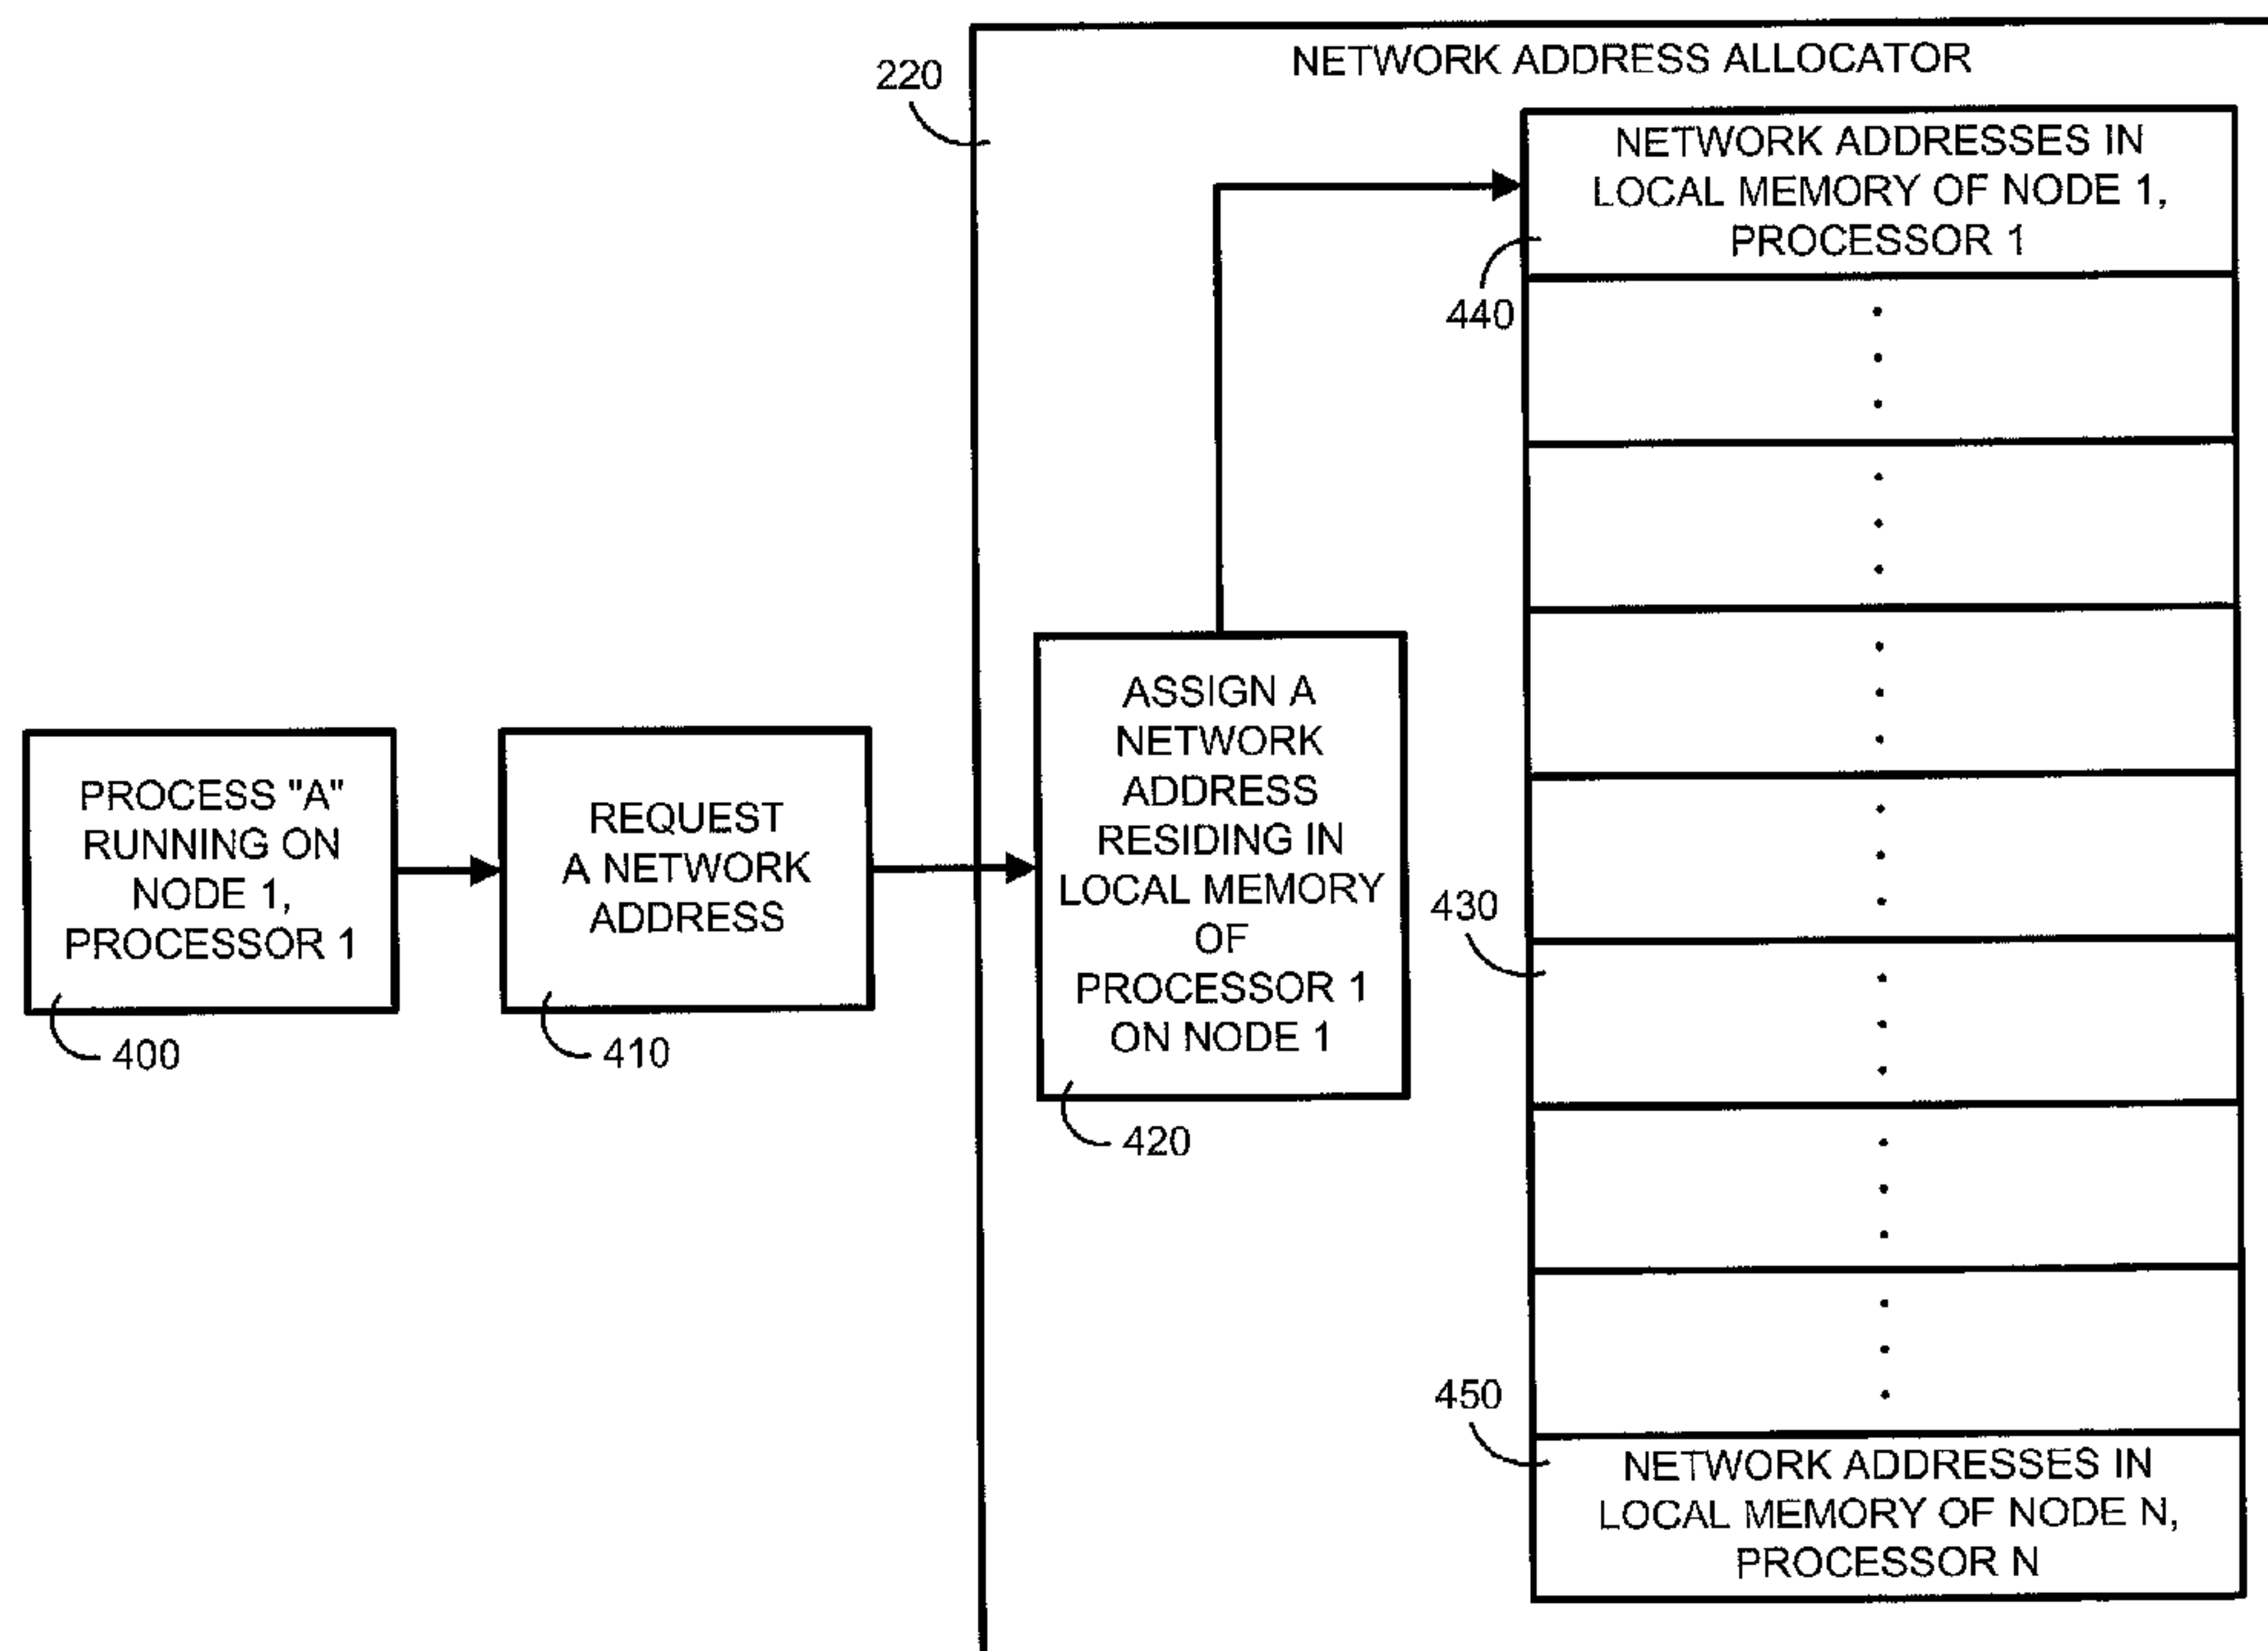 NETWORK ADDRESS ALLOCATOR
220
NETWORK ADDRESSES IN
LOCAL MEMORY OF NODE 1,
PROCESSOR 1
440
ASSIGN A
NETWORK
ADDRESS
RESIDING IN
LOCAL MEMORY
OF
PROCESSOR 1
ON NODE 1
420
PROCESS "A"
RUNNING ON
NODE 1,
PROCESSOR 1
400
REQUEST
A NETWORK
ADDRESS
410
430
450
NETWORK ADDRESSES IN
LOCAL MEMORY OF NODE N,
PROCESSOR N